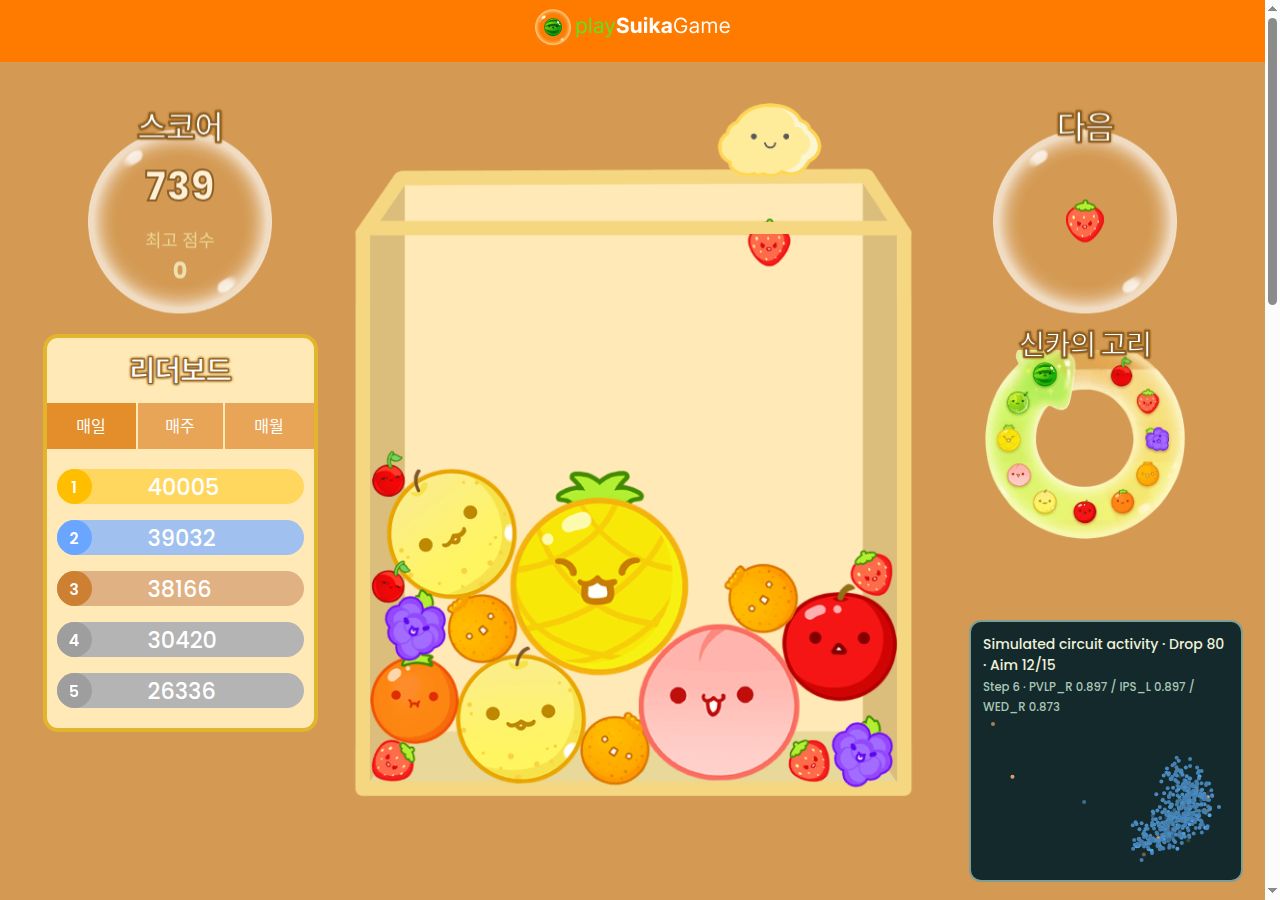 playSuikaGame
스코어
739
최고 점수
0
리더보드
매일 매주 매월
1 40005
2 39032
3 38166
4 30420
5 26336
다음
신카의 고리
Simulated circuit activity · Drop 80
· Aim 12/15
Step 6 · PVLP_R 0.897 / IPS_L 0.897 /
WED_R 0.873